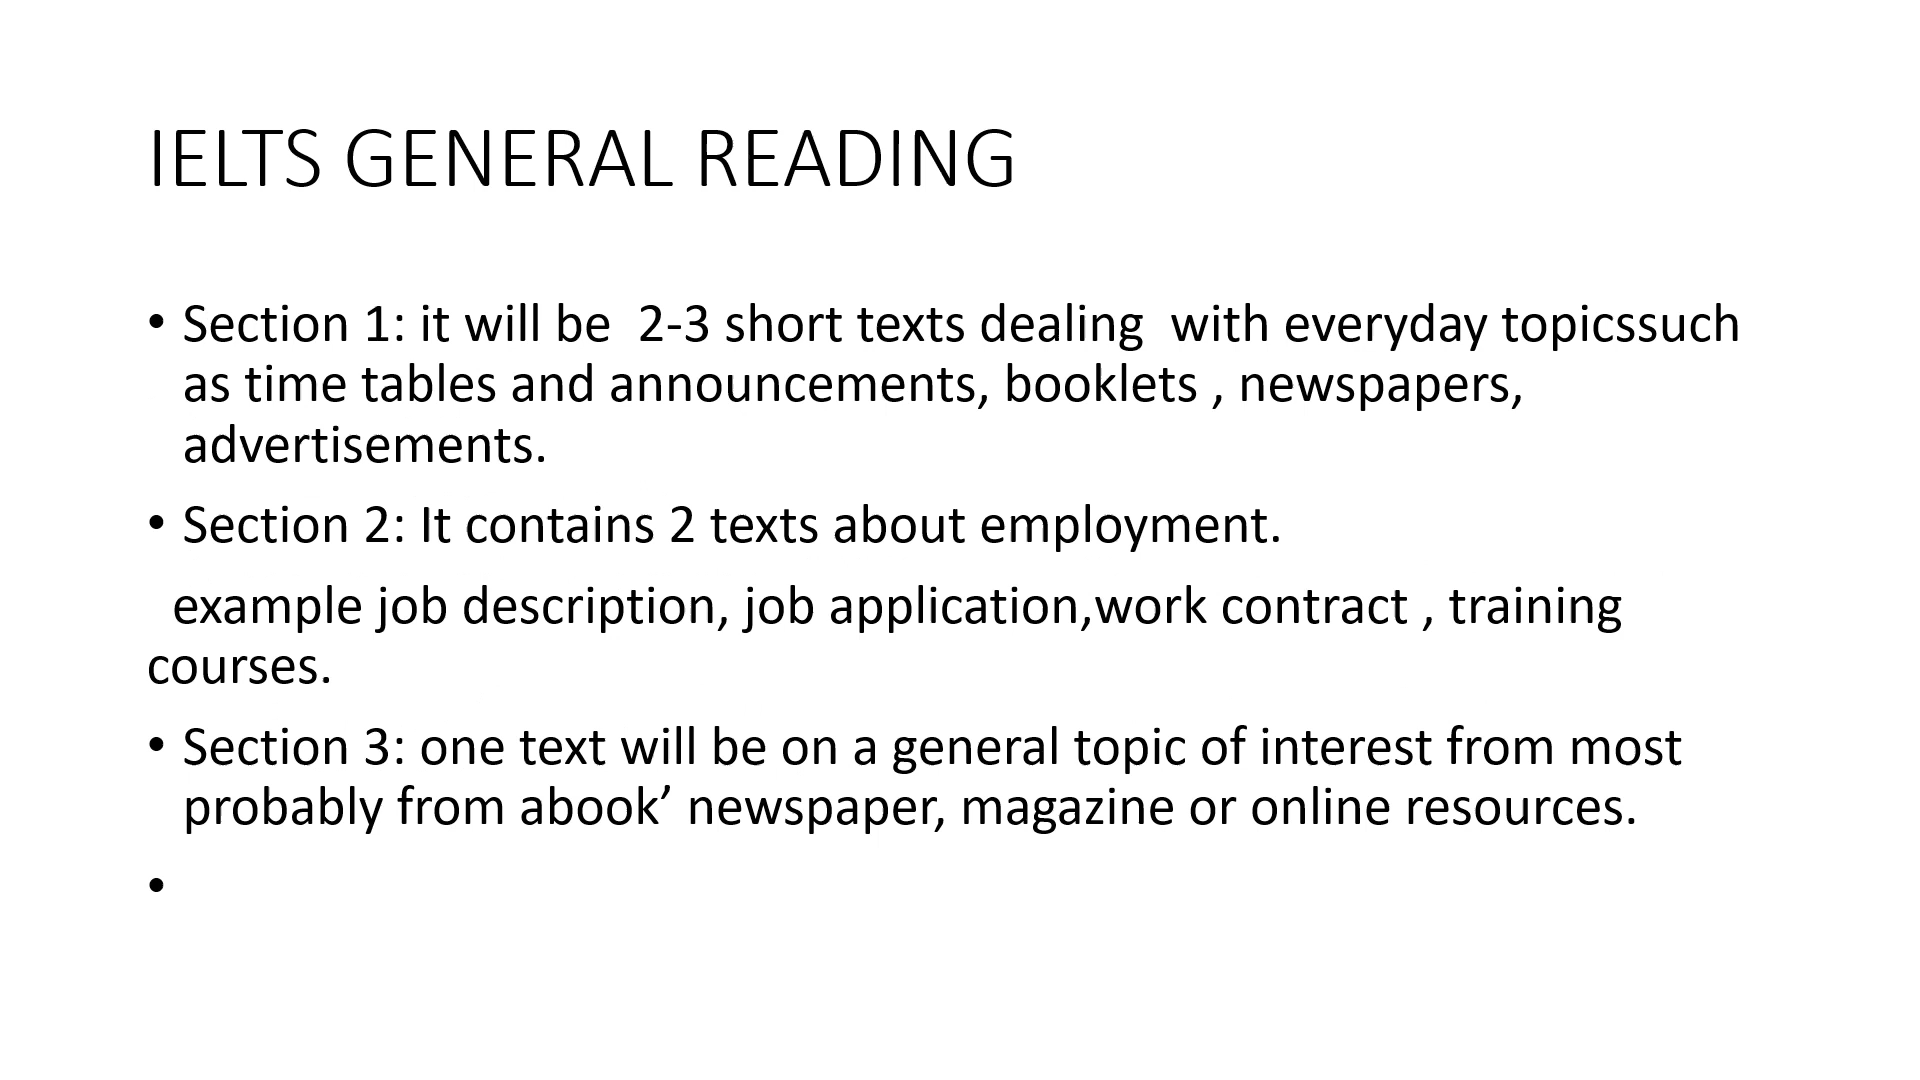 IELTS GENERAL READING
• Section 1: it will be  2-3 short texts dealing  with everyday topicssuch
as time tables and announcements, booklets , newspapers,
advertisements.
• Section 2: It contains 2 texts about employment.
example job description, job application,work contract , training
courses.
• Section 3: one text will be on a general topic of interest from most
probably from abook’ newspaper, magazine or online resources.
•